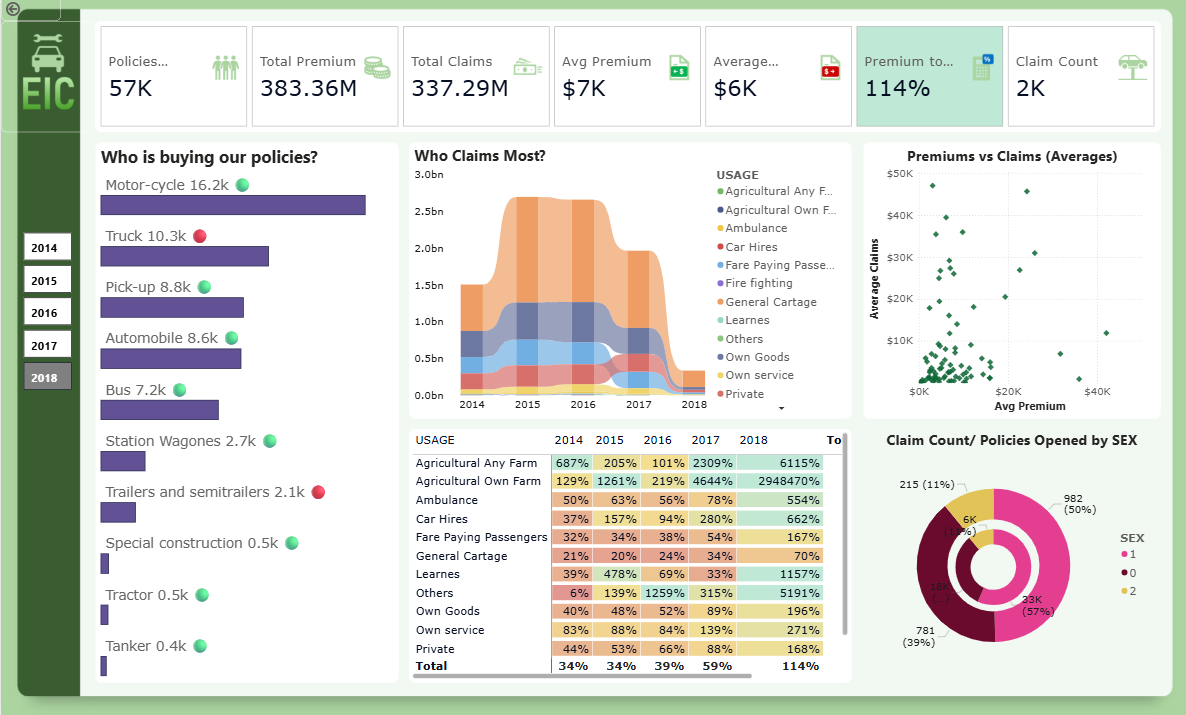 EIC
Policies...
57K
Total Premium
383.36M
Total Claims
337.29M
Avg Premium
$7K
Average...
$6K
Premium to...
114%
Claim Count
2K
2014
2015
2016
2017
2018
Who is buying our policies?
Motor-cycle 16.2k
Truck 10.3k
Pick-up 8.8k
Automobile 8.6k
Bus 7.2k
Station Wagones 2.7k
Trailers and semitrailers 2.1k
Special construction 0.5k
Tractor 0.5k
Tanker 0.4k
Who Claims Most?
3.0bn
2.5bn
2.0bn
1.5bn
1.0bn
0.5bn
0.0bn
2014 2015 2016 2017 2018
USAGE
Agricultural Any F...
Agricultural Own F...
Ambulance
Car Hires
Fare Paying Passe...
Fire fighting
General Cartage
Learnes
Others
Own Goods
Own service
Private
Premiums vs Claims (Averages)
Average Claims
$50K
$40K
$30K
$20K
$10K
$0K
$0K $20K $40K
Avg Premium
USAGE 2014 2015 2016 2017 2018 To
Agricultural Any Farm 687% 205% 101% 2309% 6115%
Agricultural Own Farm 129% 1261% 219% 4644% 2948470%
Ambulance 50% 63% 56% 78% 554%
Car Hires 37% 157% 94% 280% 662%
Fare Paying Passengers 32% 34% 38% 54% 167%
General Cartage 21% 20% 24% 34% 70%
Learnes 39% 478% 69% 33% 1157%
Others 6% 139% 1259% 315% 5191%
Own Goods 40% 48% 52% 89% 196%
Own service 83% 88% 84% 139% 271%
Private 44% 53% 66% 88% 168%
Total 34% 34% 39% 59% 114%
Claim Count/ Policies Opened by SEX
215 (11%)
982
(50%)
6K
33K
(57%)
781
(39%)
SEX
1
0
2